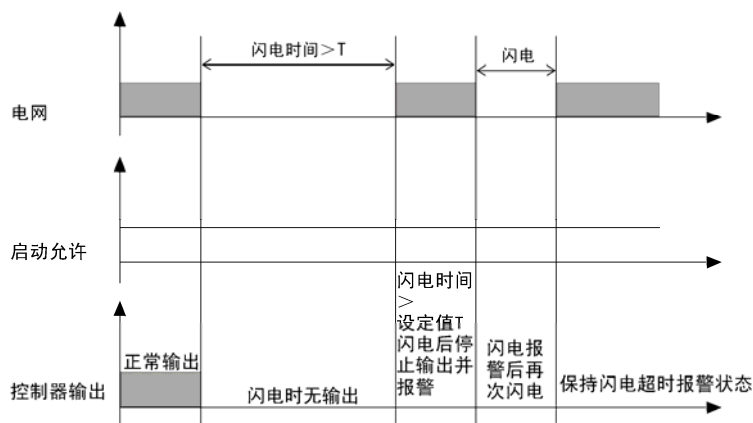 闪电时间＞T
闪电
电网
启动允许
闪电时间
＞
设定值T
闪电后停
止输出并
报警
正常输出
闪电报
警后再
次闪电
控制器输出
闪电时无输出
保持闪电超时报警状态